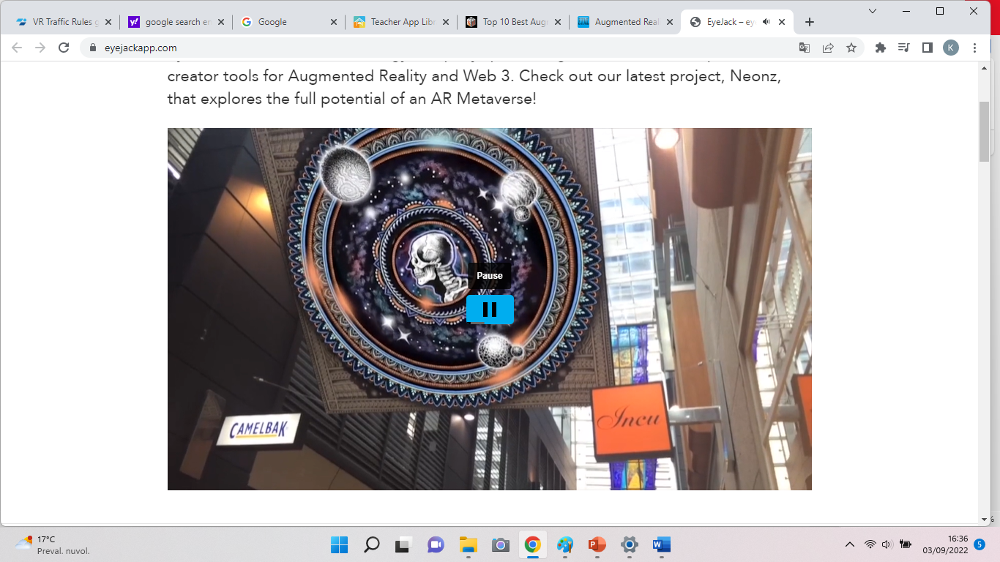 VR Traffic Rules g
google search en
Google
Teacher App Libr
Top 10 Best Augm
Augmented Real
EyeJack – ey
eyejackapp.com
K
creator tools for Augmented Reality and Web 3. Check out our latest project, Neonz,
that explores the full potential of an AR Metaverse!
Pause
CAMELBAK
Incu
17°C
Preval. nuvol.
16:36
03/09/2022
5
%